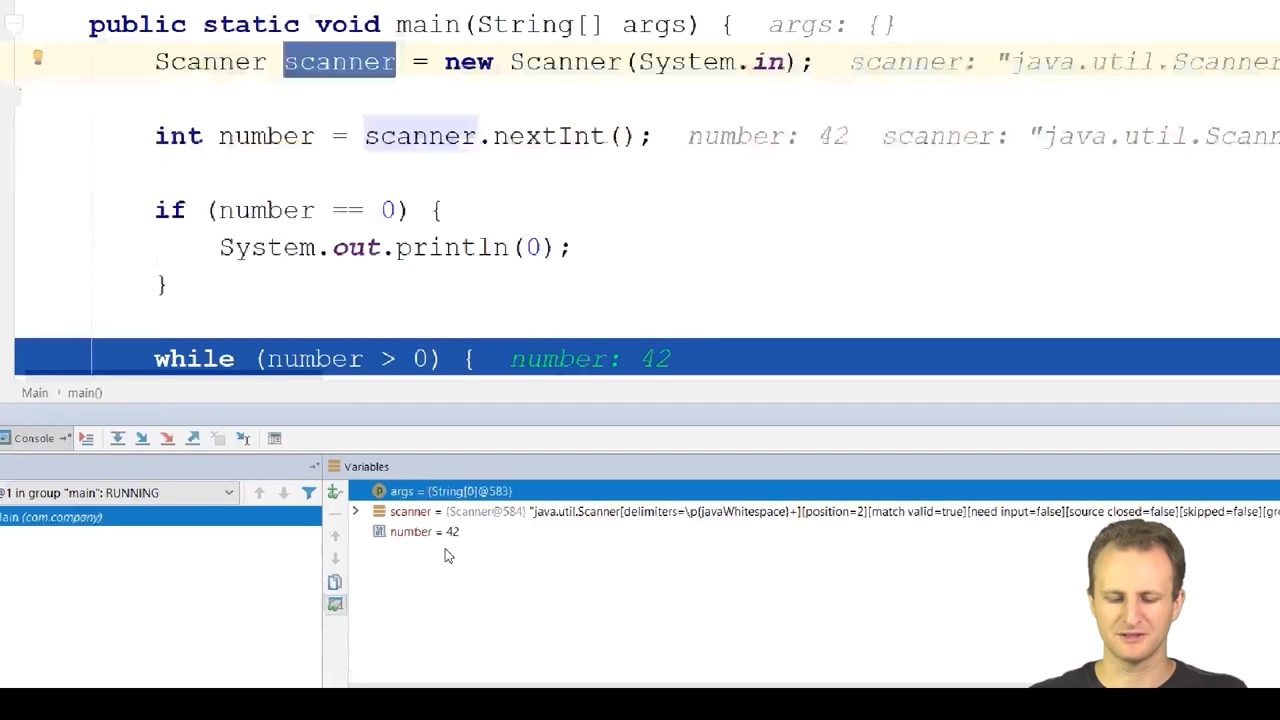 public static void main(String[] args) { args: {}
Scanner scanner = new Scanner(System.in); scanner: "java.util.Scanner
int number = scanner.nextInt(); number: 42 scanner: "java.util.Scann
if (number == 0) {
System.out.println(0);
}
while (number > 0) { number: 42
Main › main()
Console
Variables
@1 in group "main": RUNNING
args = {String[0]@583}
main (com.company)
scanner = {Scanner@584} "java.util.Scanner[delimiters=\p{javaWhitespace}+][position=2][match valid=true][need input=false][source closed=false][skipped=false][gro
number = 42